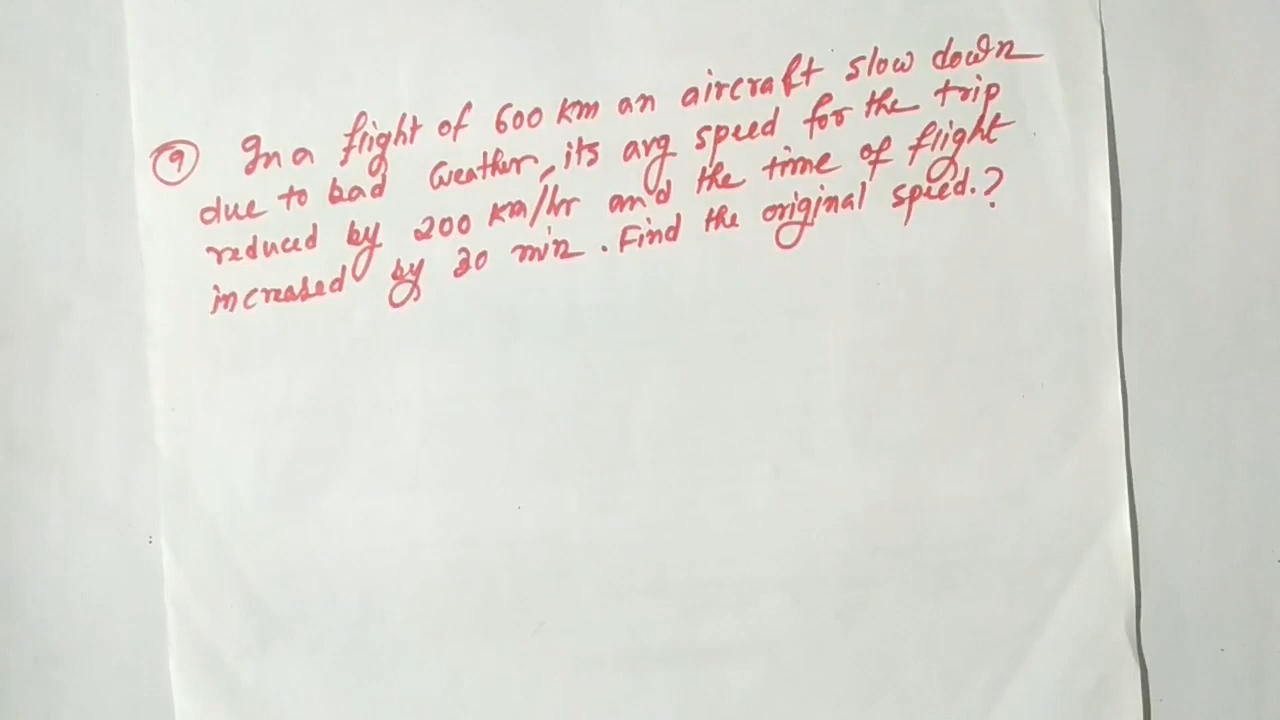 9 In a flight of 600 km an aircraft slow down
due to bad weather, its avg speed for the trip
reduced by 200 km/hr and the time of flight
increased by 30 min. Find the original speed.?